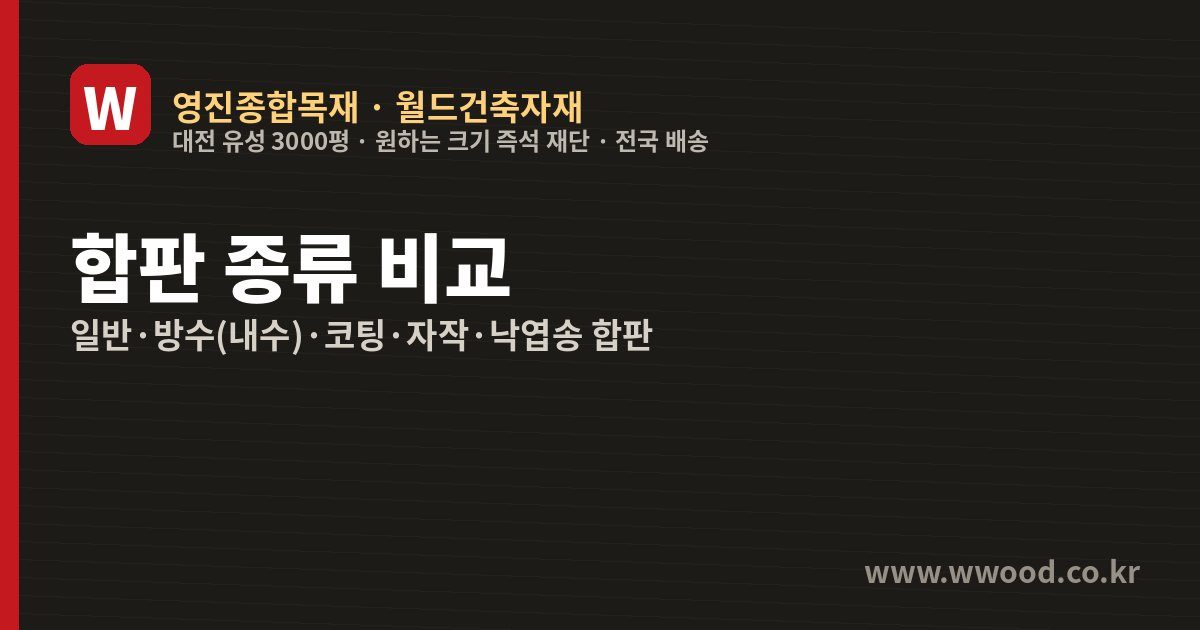 W
영진종합목재 · 월드건축자재
대전 유성 3000평 · 원하는 크기 즉석 재단 · 전국 배송
합판 종류 비교
일반·방수(내수)·코팅·자작·낙엽송 합판
www.wwood.co.kr